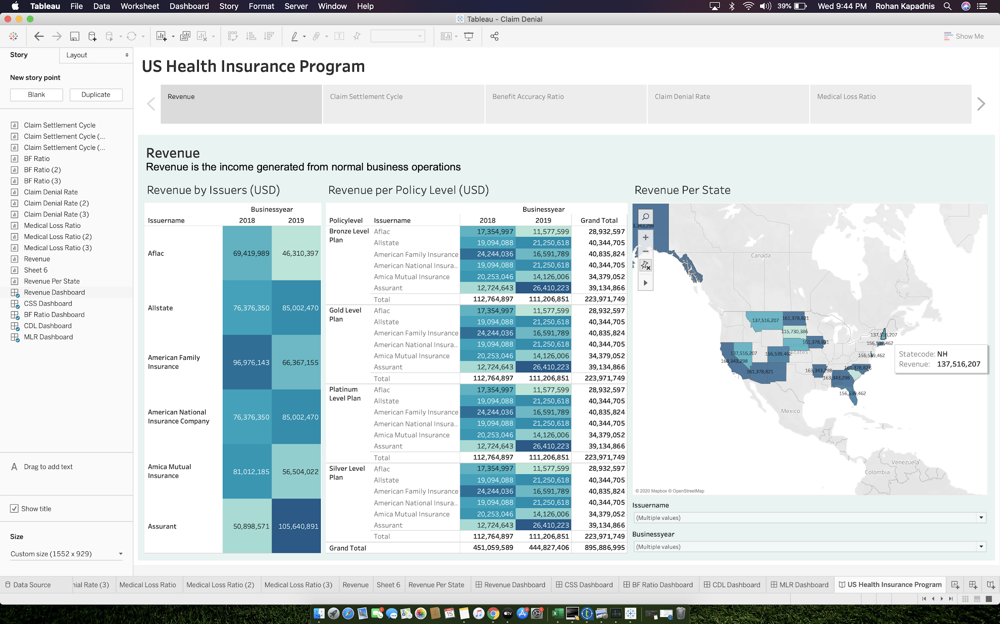 Tableau File Data Worksheet Dashboard Story Format Server Window Help 39% Wed 9:44 PM Rohan Kapadnis
Tableau - Claim Denial
Show Me
Story Layout
New story point
Blank Duplicate
Claim Settlement Cycle
Claim Settlement Cycle (...
Claim Settlement Cycle (...
BF Ratio
BF Ratio (2)
BF Ratio (3)
Claim Denial Rate
Claim Denial Rate (2)
Claim Denial Rate (3)
Medical Loss Ratio
Medical Loss Ratio (2)
Medical Loss Ratio (3)
Revenue
Sheet 6
Revenue Per State
Revenue Dashboard
CSS Dashboard
BF Ratio Dashboard
CDL Dashboard
MLR Dashboard
A Drag to add text
Show title
Size
Custom size (1552 x 929)
US Health Insurance Program
Revenue Claim Settlement Cycle Benefit Accuracy Ratio Claim Denial Rate Medical Loss Ratio
Revenue
Revenue is the income generated from normal business operations
Revenue by Issuers (USD)
Businessyear
Issuername 2018 2019
Aflac 69,419,989 46,310,397
Allstate 76,376,350 85,002,470
American Family
Insurance 96,976,143 66,367,155
American National
Insurance Company 76,376,350 85,002,470
Amica Mutual
Insurance 81,012,185 56,504,022
Assurant 50,898,571 105,640,891
Revenue per Policy Level (USD)
Businessyear
Policylevel Issuername 2018 2019 Grand Total
Bronze Level Aflac 17,354,997 11,577,599 28,932,597
Plan Allstate 19,094,088 21,250,618 40,344,705
American Family Insurance 24,244,036 16,591,789 40,835,824
American National Insura.. 19,094,088 21,250,618 40,344,705
Amica Mutual Insurance 20,253,046 14,126,006 34,379,052
Assurant 12,724,643 26,410,223 39,134,866
Total 112,764,897 111,206,851 223,971,749
Gold Level Aflac 17,354,997 11,577,599 28,932,597
Plan Allstate 19,094,088 21,250,618 40,344,705
American Family Insurance 24,244,036 16,591,789 40,835,824
American National Insura.. 19,094,088 21,250,618 40,344,705
Amica Mutual Insurance 20,253,046 14,126,006 34,379,052
Assurant 12,724,643 26,410,223 39,134,866
Total 112,764,897 111,206,851 223,971,749
Platinum Aflac 17,354,997 11,577,599 28,932,597
Level Plan Allstate 19,094,088 21,250,618 40,344,705
American Family Insurance 24,244,036 16,591,789 40,835,824
American National Insura.. 19,094,088 21,250,618 40,344,705
Amica Mutual Insurance 20,253,046 14,126,006 34,379,052
Assurant 12,724,643 26,410,223 39,134,866
Total 112,764,897 111,206,851 223,971,749
Silver Level Aflac 17,354,997 11,577,599 28,932,597
Plan Allstate 19,094,088 21,250,618 40,344,705
American Family Insurance 24,244,036 16,591,789 40,835,824
American National Insura.. 19,094,088 21,250,618 40,344,705
Amica Mutual Insurance 20,253,046 14,126,006 34,379,052
Assurant 12,724,643 26,410,223 39,134,866
Total 112,764,897 111,206,851 223,971,749
Grand Total 451,059,589 444,827,406 895,886,995
Revenue Per State
3,343,298
Canada
137,516,207 161,378,821
115,730,386
137,516,207
161,378,821 156,539,462
United
States
137,516,207 156,539,462 156,539,462
163,343,298
161,378,821 163,343,298 161,378,821
163,343,298
156,539,462
Statecode: NH
Revenue: 137,516,207
Mexico
Venezuela
Colombia
© 2020 Mapbox © OpenStreetMap
Issuername
(Multiple values)
Businessyear
(Multiple values)
Data Source nial Rate (3) Medical Loss Ratio Medical Loss Ratio (2) Medical Loss Ratio (3) Revenue Sheet 6 Revenue Per State Revenue Dashboard CSS Dashboard BF Ratio Dashboard CDL Dashboard MLR Dashboard US Health Insurance Program
15
tv